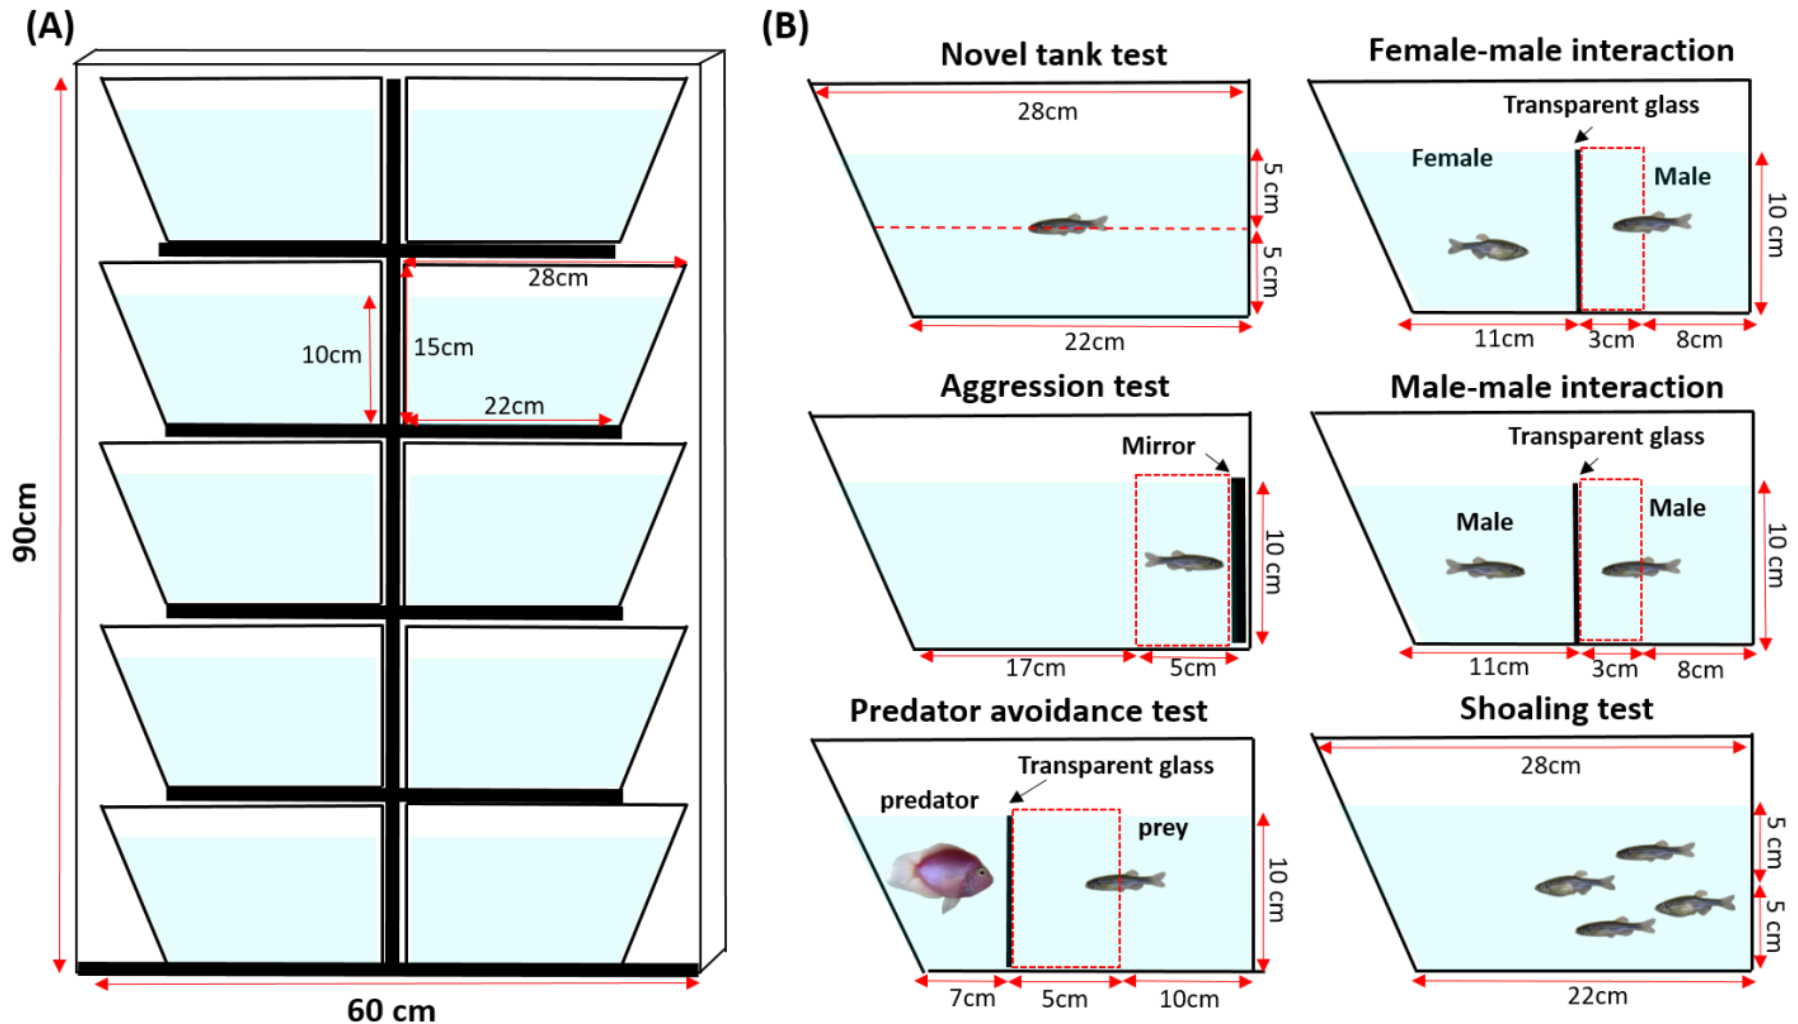 (A)
90cm
60 cm
28cm
10cm
15cm
22cm
(B)
Novel tank test
28cm
5 cm
5 cm
22cm
Female-male interaction
Transparent glass
Female
Male
10 cm
11cm
3cm
8cm
Aggression test
Mirror
10 cm
17cm
5cm
Male-male interaction
Transparent glass
Male
Male
10 cm
11cm
3cm
8cm
Predator avoidance test
Transparent glass
predator
prey
10 cm
7cm
5cm
10cm
Shoaling test
28cm
5 cm
5 cm
22cm